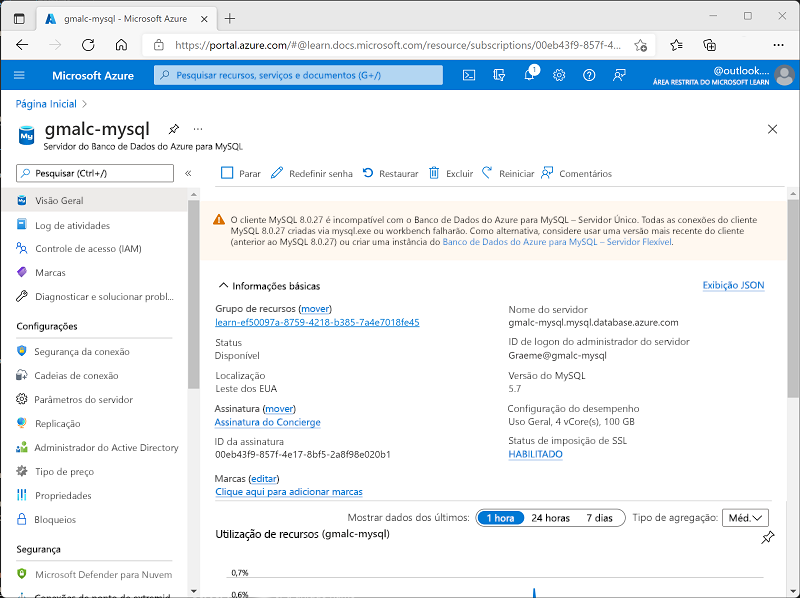 gmalc-mysql - Microsoft Azure
https://portal.azure.com/#@learn.docs.microsoft.com/resource/subscriptions/00eb43f9-857f-4...
Microsoft Azure
Pesquisar recursos, serviços e documentos (G+/)
1
@outlook....
ÁREA RESTRITA DO MICROSOFT LEARN
Página Inicial
My
gmalc-mysql
Servidor do Banco de Dados do Azure para MySQL
Pesquisar (Ctrl+/)
Visão Geral
Log de atividades
Controle de acesso (IAM)
Marcas
Diagnosticar e solucionar probl...
Configurações
Segurança da conexão
Cadeias de conexão
Parâmetros do servidor
Replicação
Administrador do Active Directory
Tipo de preço
Propriedades
Bloqueios
Segurança
Microsoft Defender para Nuvem
Parar
Redefinir senha
Restaurar
Excluir
Reiniciar
Comentários
O cliente MySQL 8.0.27 é incompatível com o Banco de Dados do Azure para MySQL – Servidor Único. Todas as conexões do cliente
MySQL 8.0.27 criadas via mysql.exe ou workbench falharão. Como alternativa, considere usar uma versão mais recente do cliente
(anterior ao MySQL 8.0.27) ou criar uma instância do Banco de Dados do Azure para MySQL – Servidor Flexível.
Informações básicas
Exibição JSON
Grupo de recursos (mover)
learn-ef50097a-8759-4218-b385-7a4e7018fe45
Status
Disponível
Localização
Leste dos EUA
Assinatura (mover)
Assinatura do Concierge
ID da assinatura
00eb43f9-857f-4e17-8bf5-2a8f98e020b1
Marcas (editar)
Clique aqui para adicionar marcas
Nome do servidor
gmalc-mysql.mysql.database.azure.com
ID de logon do administrador do servidor
Graeme@gmalc-mysql
Versão do MySQL
5.7
Configuração do desempenho
Uso Geral, 4 vCore(s), 100 GB
Status de imposição de SSL
HABILITADO
Mostrar dados dos últimos:
1 hora
24 horas
7 dias
Tipo de agregação:
Méd.
Utilização de recursos (gmalc-mysql)
0,7%
0,6%